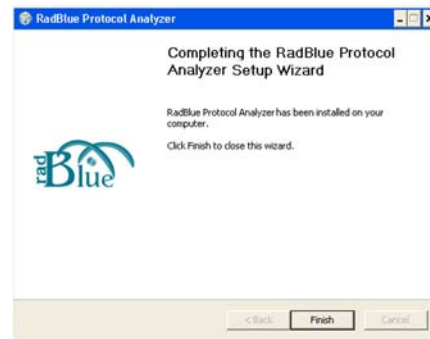 RadBlue Protocol Analyzer
Completing the RadBlue Protocol
Analyzer Setup Wizard
RadBlue Protocol Analyzer has been installed on your
computer.
Click Finish to close this wizard.
rad
Blue
< Back Finish Cancel